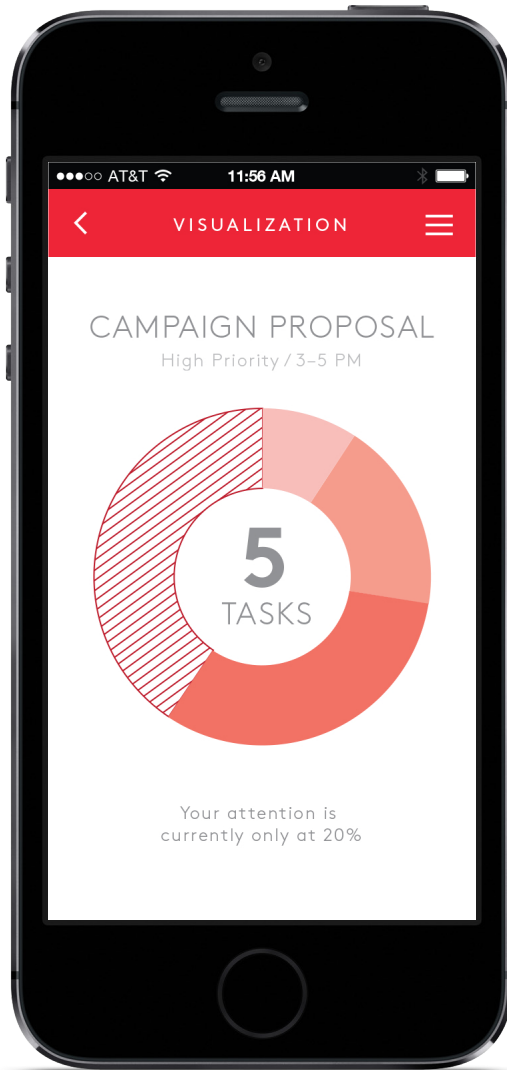 AT&T 11:56 AM
VISUALIZATION
CAMPAIGN PROPOSAL
High Priority / 3–5 PM
5
TASKS
Your attention is
currently only at 20%